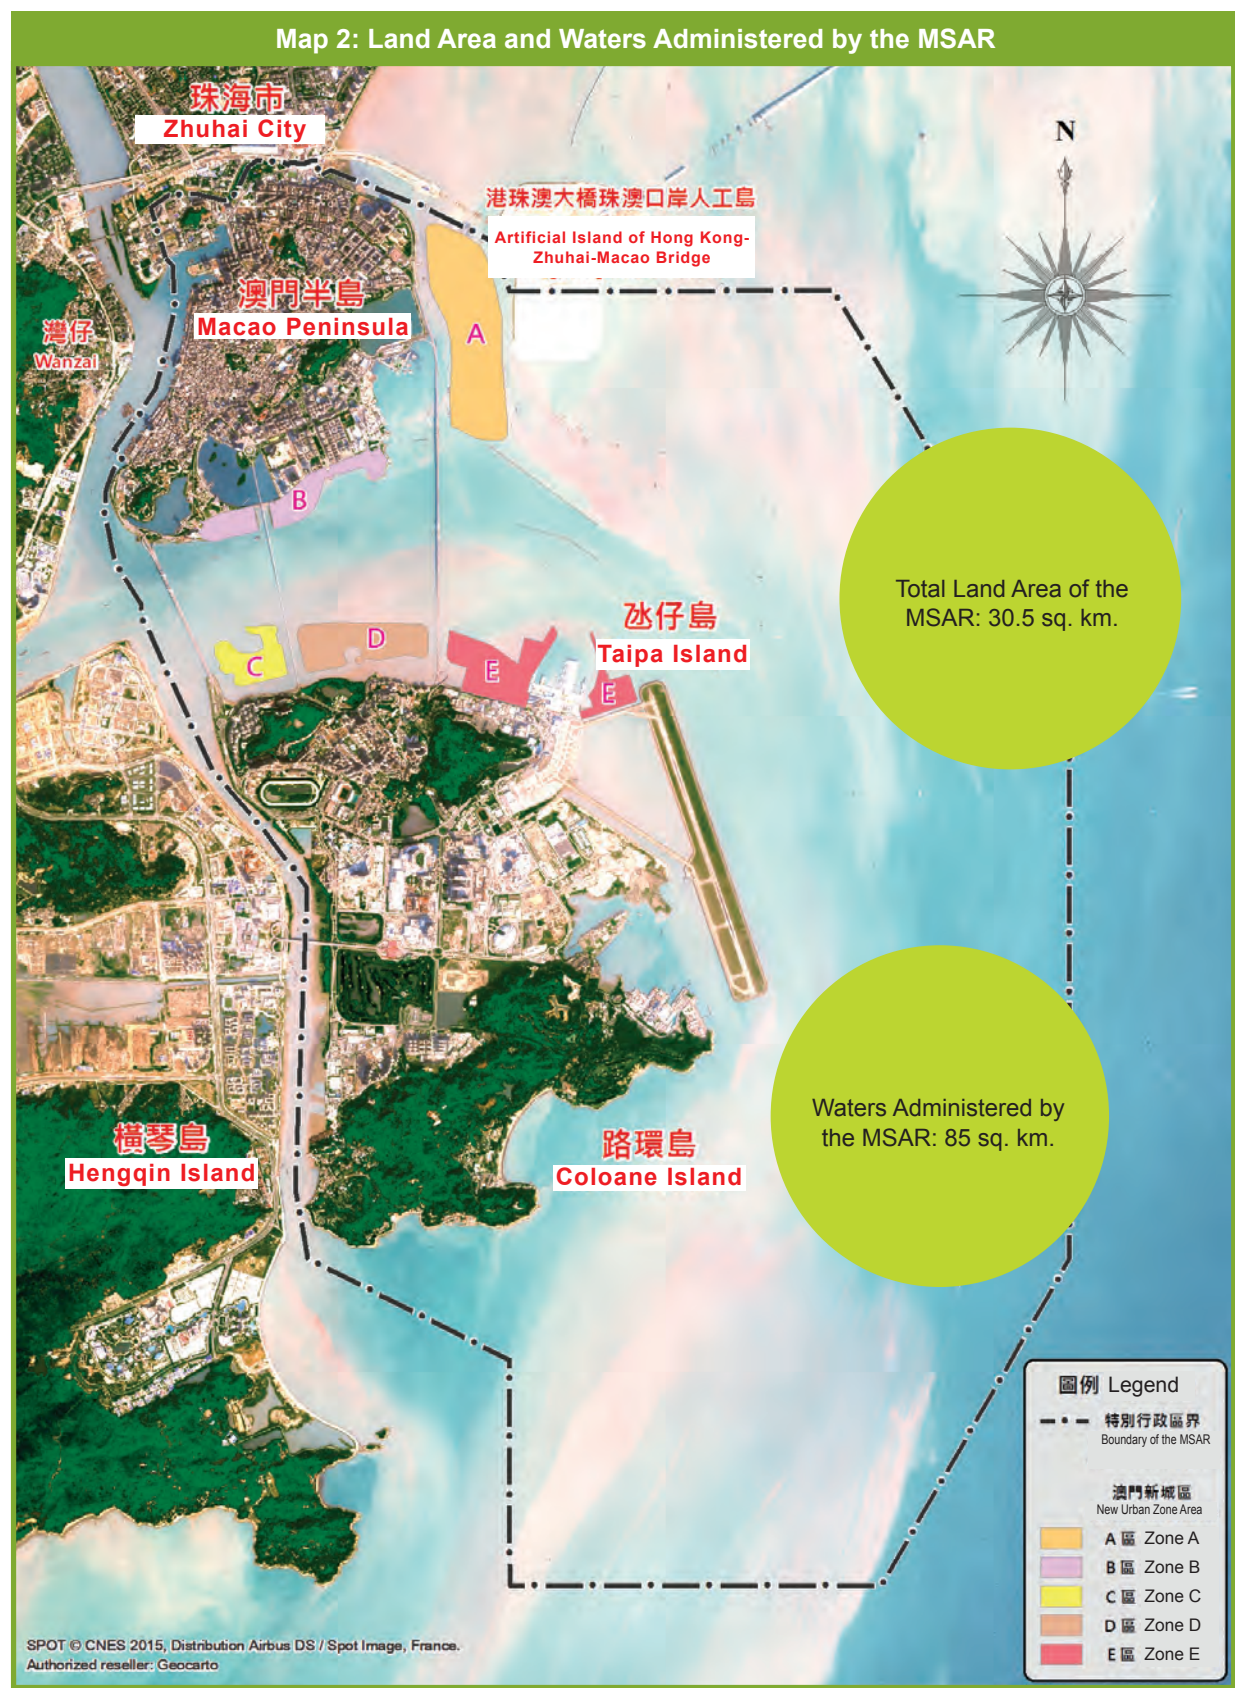 Map 2: Land Area and Waters Administered by the MSAR
珠海市
Zhuhai City
N
港珠澳大橋珠澳口岸人工島
Artificial Island of Hong Kong-
Zhuhai-Macao Bridge
澳門半島
Macao Peninsula
灣仔
Wanzai
A
B
Total Land Area of the
MSAR: 30.5 sq. km.
氹仔島
Taipa Island
C
D
E
E
Waters Administered by
the MSAR: 85 sq. km.
橫琴島
Hengqin Island
路環島
Coloane Island
圖例 Legend
特別行政區界
Boundary of the MSAR
澳門新城區
New Urban Zone Area
A 區 Zone A
B 區 Zone B
C 區 Zone C
D 區 Zone D
E 區 Zone E
SPOT © CNES 2015, Distribution Airbus DS / Spot Image, France.
Authorized reseller: Geocarto